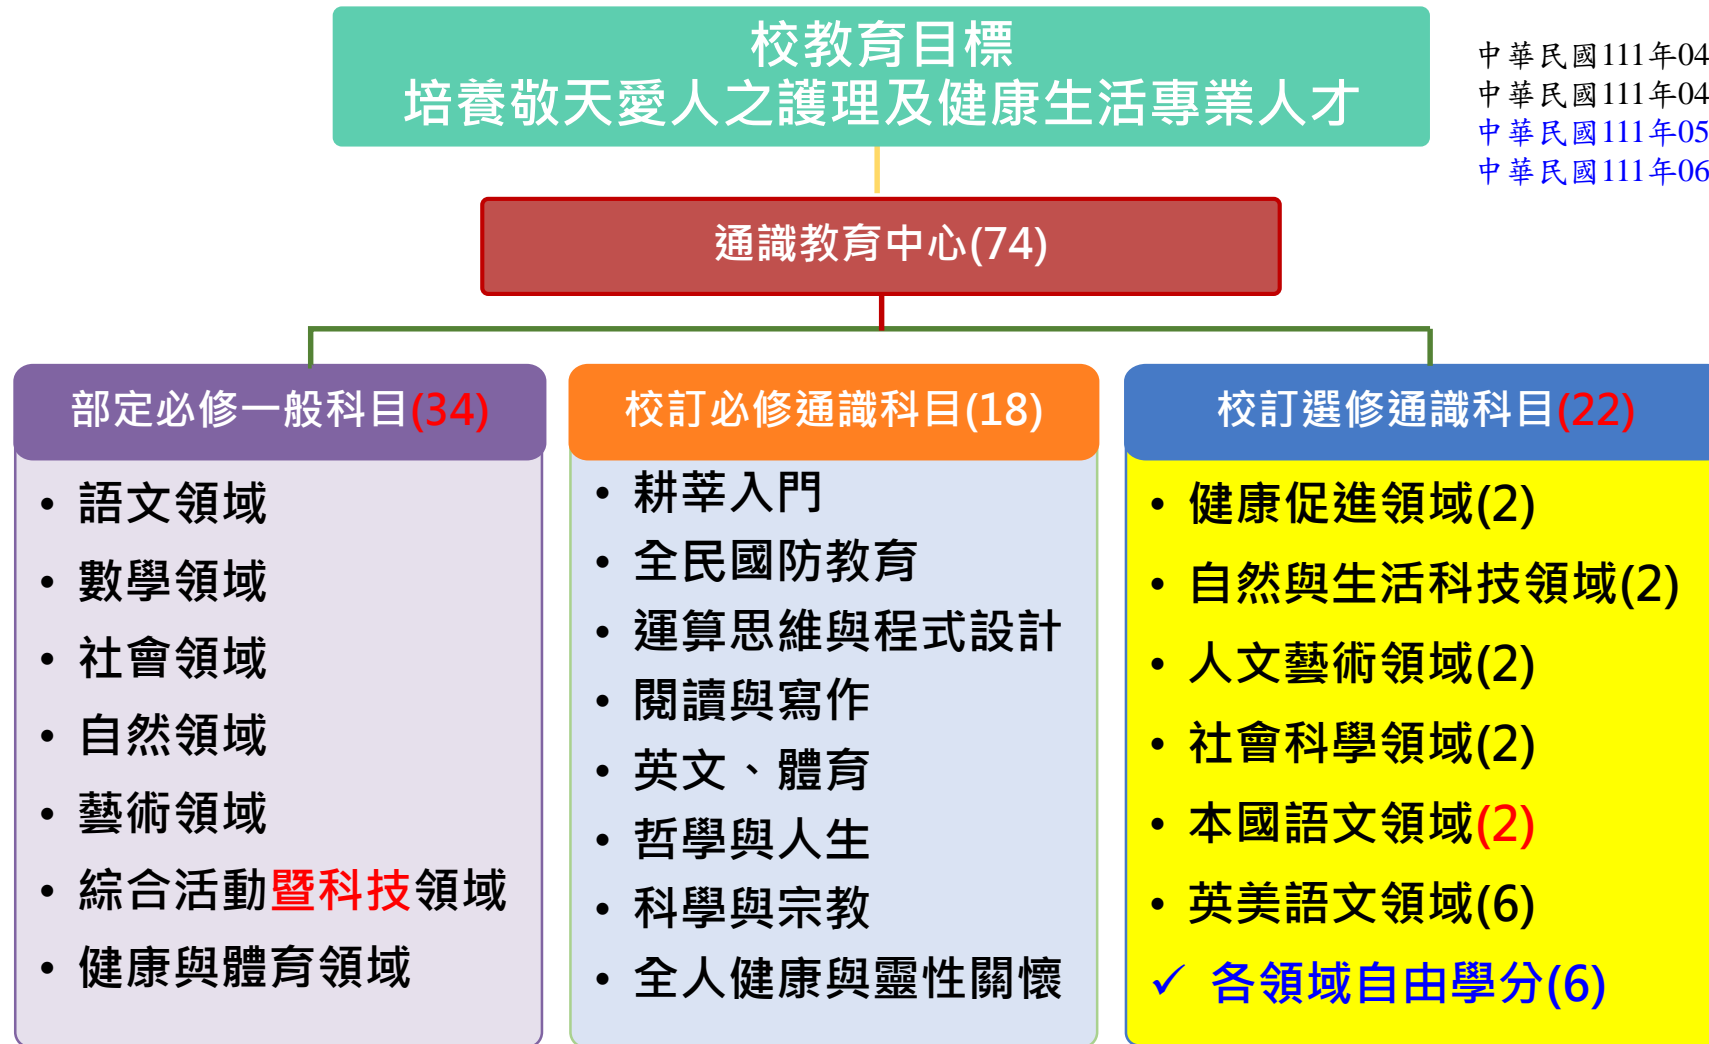 校教育目標
培養敬天愛人之護理及健康生活專業人才
中華民國111年04
中華民國111年04
中華民國111年05
中華民國111年06
通識教育中心(74)
部定必修一般科目(34)
• 語文領域
• 數學領域
• 社會領域
• 自然領域
• 藝術領域
• 綜合活動暨科技領域
• 健康與體育領域
校訂必修通識科目(18)
• 耕莘入門
• 全民國防教育
• 運算思維與程式設計
• 閱讀與寫作
• 英文、體育
• 哲學與人生
• 科學與宗教
• 全人健康與靈性關懷
校訂選修通識科目(22)
• 健康促進領域(2)
• 自然與生活科技領域(2)
• 人文藝術領域(2)
• 社會科學領域(2)
• 本國語文領域(2)
• 英美語文領域(6)
✓ 各領域自由學分(6)